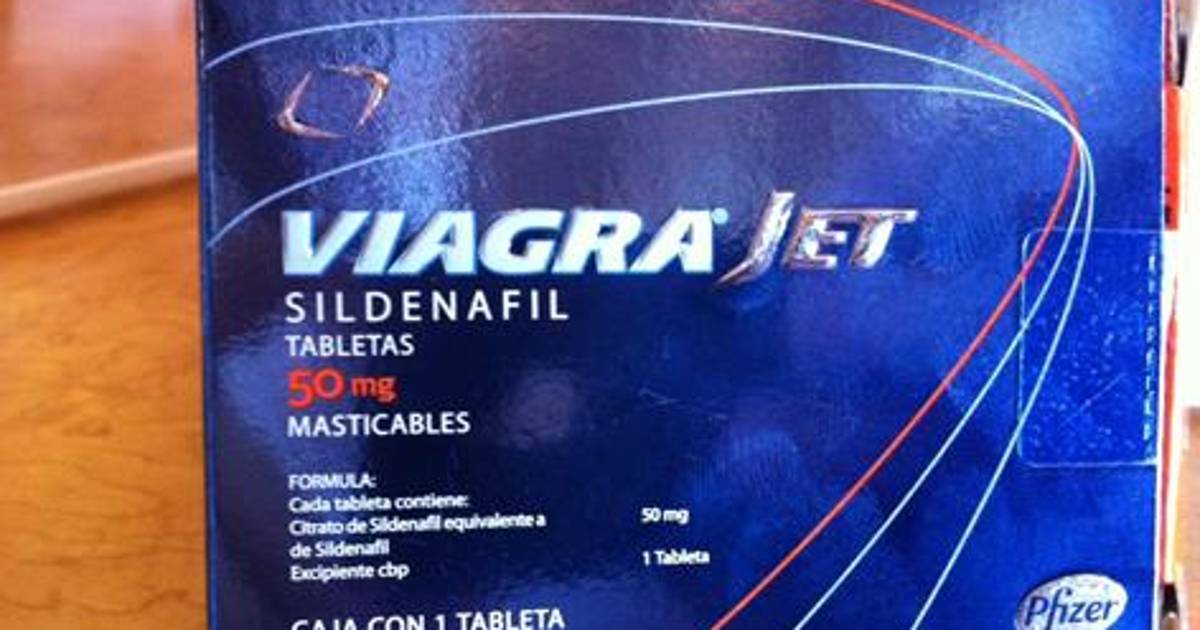 VIAGRA® JET
SILDENAFIL
TABLETAS
50 mg
MASTICABLES
FORMULA:
Cada tableta contiene:
Citrato de Sildenafil equivalente a 50 mg
de Sildenafil
Excipiente cbp 1 Tableta
CAJA CON 1 TABLETA
Pfizer